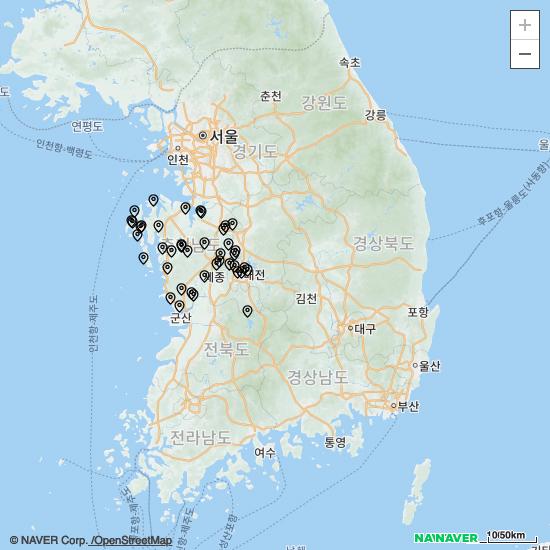 속초
춘천
강원도
도
연평도
강릉
서울
인천항-백령도
인천
경기도
울
후포항-울릉도(사동항)
남도
경상북도
세종
대전
인천항-제주도
김천
포항
군산
대구
전북도
울산
경상남도
부산
전라남도
통영
여수
+
−
NAVER
10/50km
© NAVER Corp. /OpenStreetMap